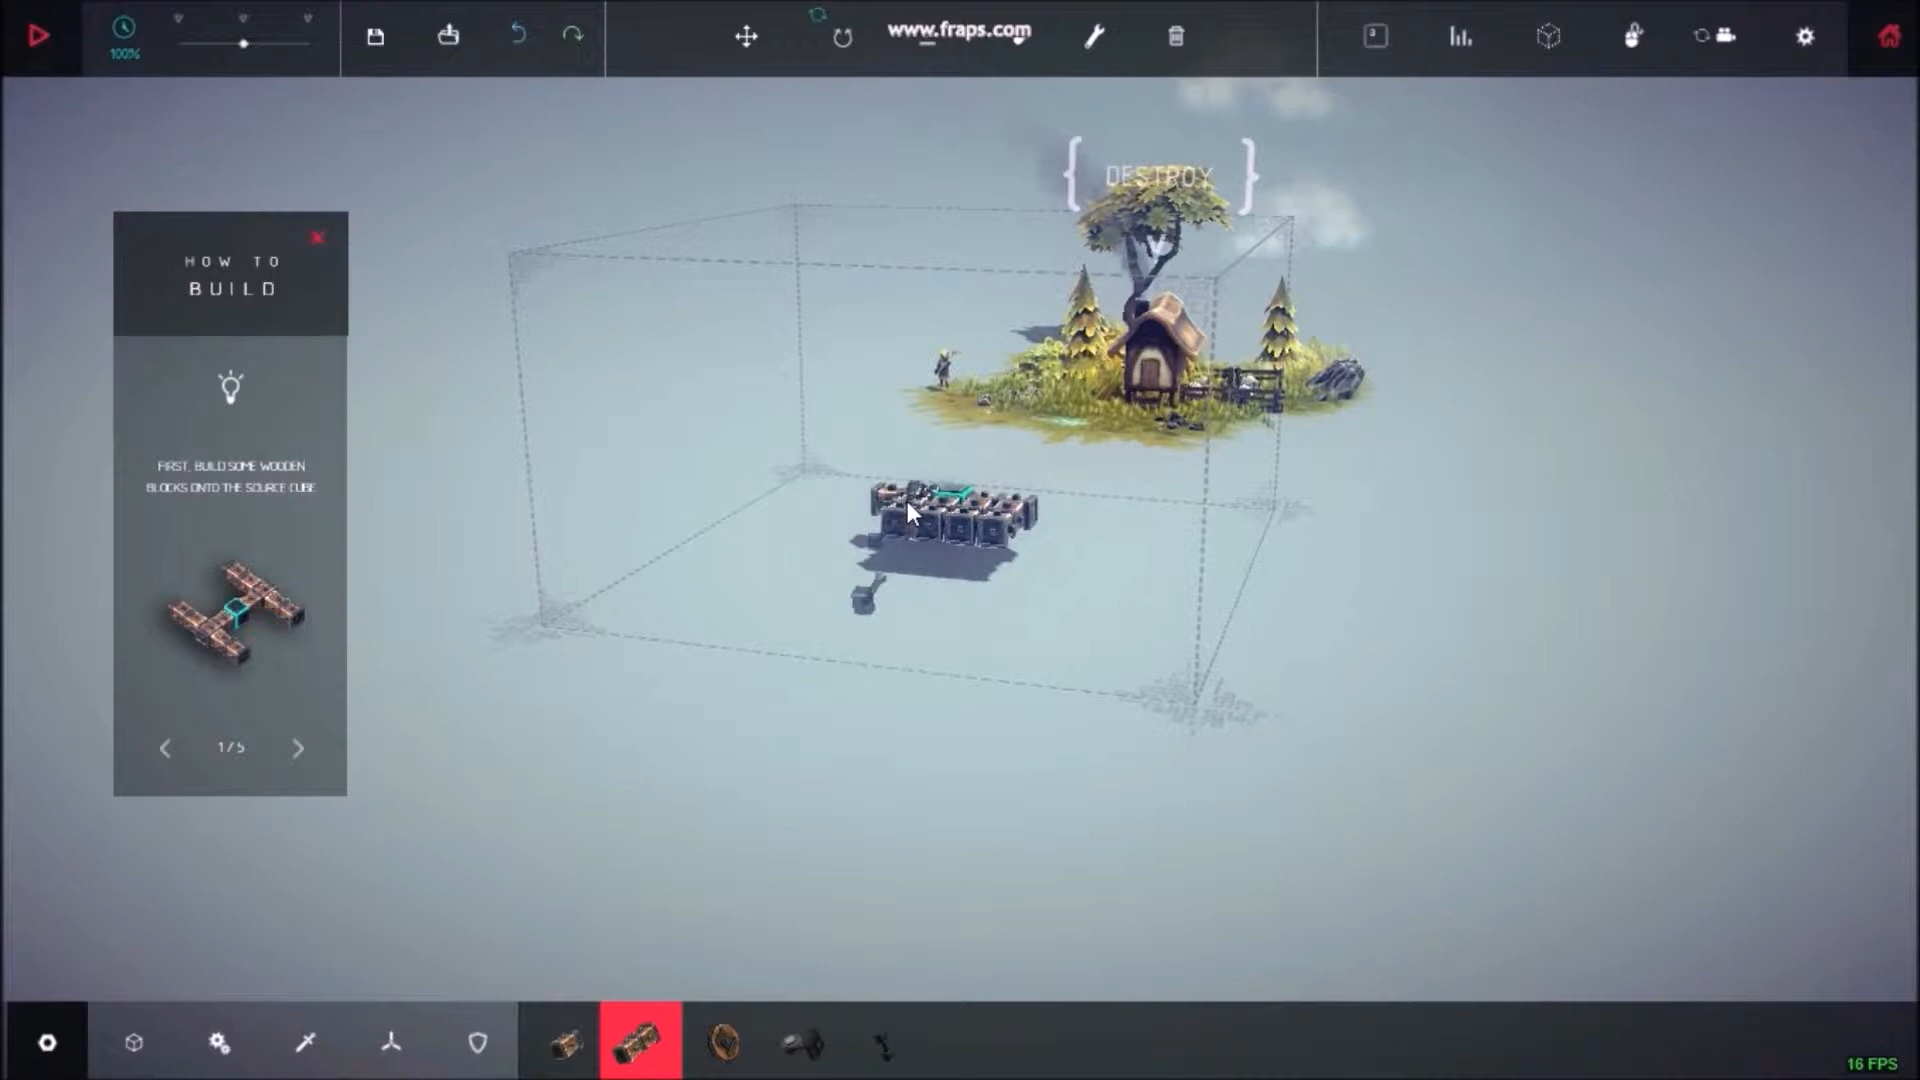 www.fraps.com
100%
DESTROY
HOW TO
BUILD
FIRST, BUILD SOME WOODEN
BLOCKS ONTO THE SOURCE CUBE
1/5
16 FPS